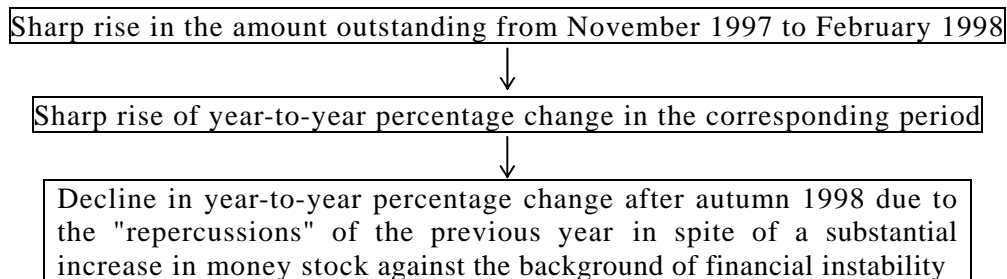 Sharp rise in the amount outstanding from November 1997 to February 1998
Sharp rise of year-to-year percentage change in the corresponding period
Decline in year-to-year percentage change after autumn 1998 due to
the "repercussions" of the previous year in spite of a substantial
increase in money stock against the background of financial instability